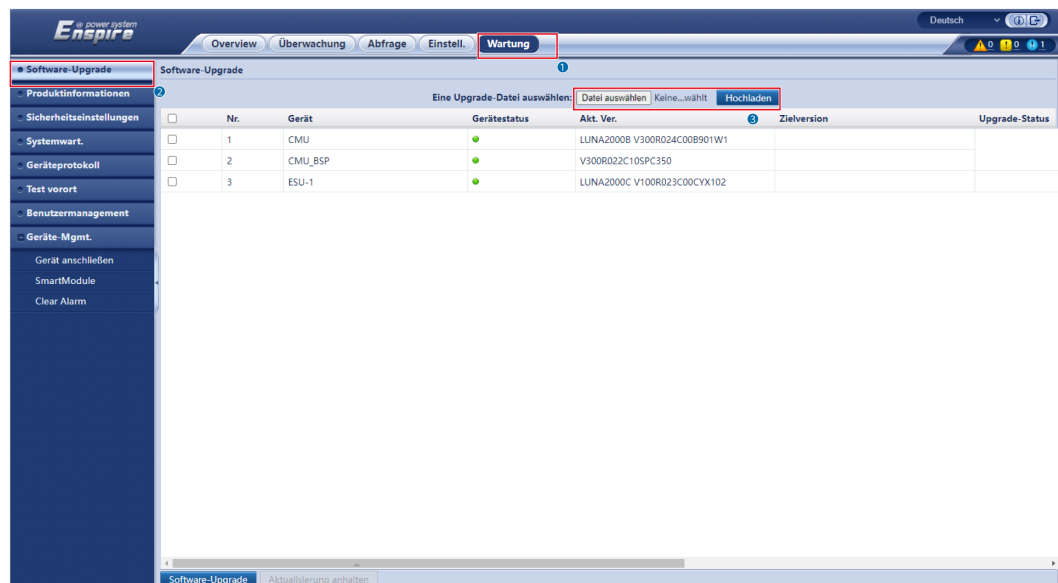 @ power system
Enspire
Deutsch
Overview Überwachung Abfrage Einstell. Wartung
0 0 1
1
Software-Upgrade
Produktinformationen
Sicherheitseinstellungen
Systemwart.
Geräteprotokoll
Test vorort
Benutzermanagement
Geräte-Mgmt.
Gerät anschließen
SmartModule
Clear Alarm
2
Software-Upgrade
Eine Upgrade-Datei auswählen: Datei auswählen Keine...wählt Hochladen
3
Nr. Gerät Gerätestatus Akt. Ver. Zielversion Upgrade-Status
1 CMU LUNA2000B V300R024C00B901W1
2 CMU_BSP V300R022C10SPC350
3 ESU-1 LUNA2000C V100R023C00CYX102
Software-Upgrade Aktualisierung anhalten